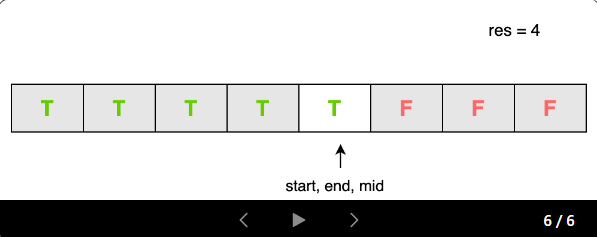 res = 4
T T T T T F F F
start, end, mid
6 / 6